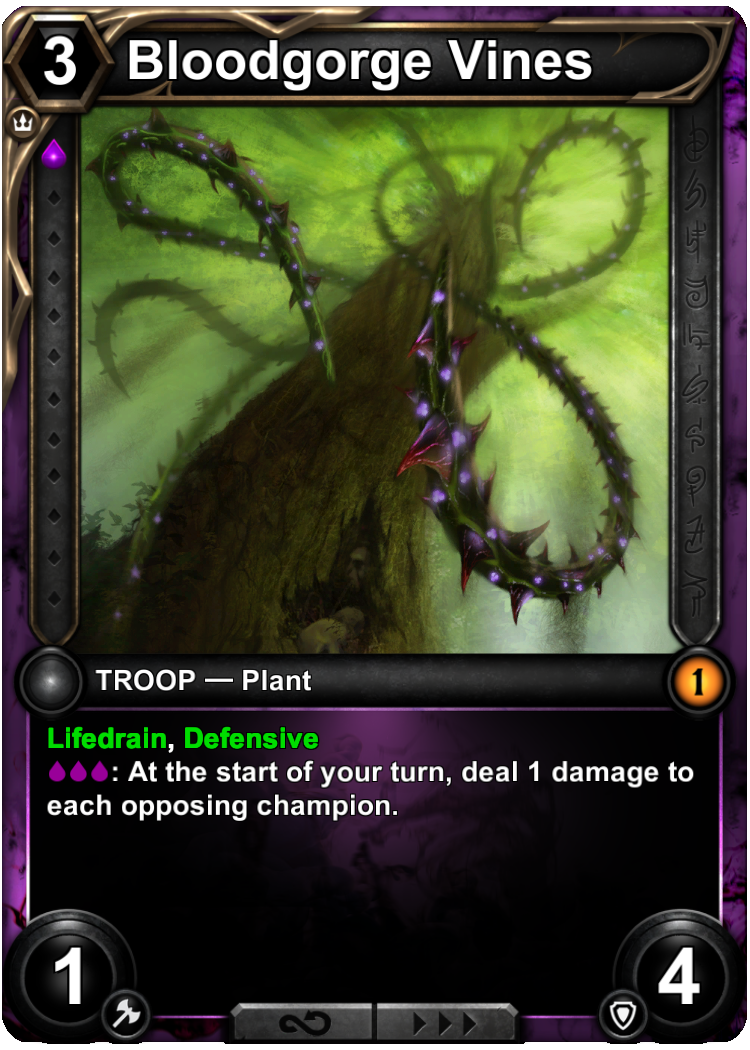 3 Bloodgorge Vines
TROOP — Plant 1
Lifedrain, Defensive
: At the start of your turn, deal 1 damage to
each opposing champion.
1 4